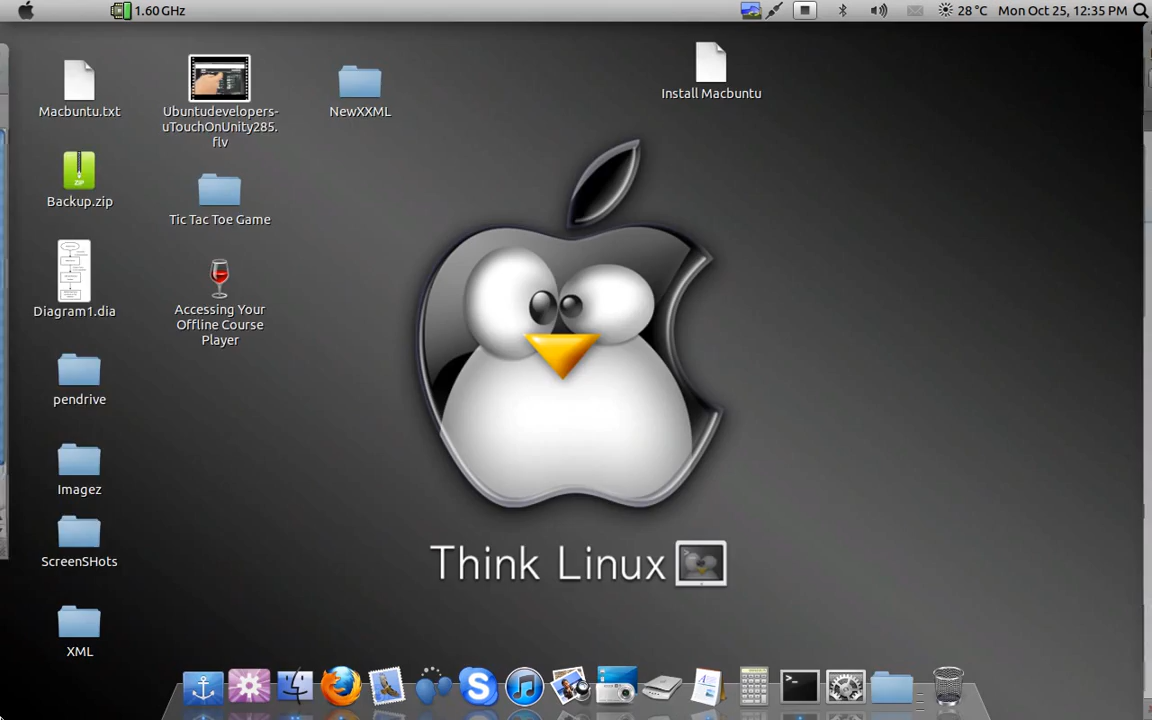 1.60 GHz
28 °C Mon Oct 25, 12:35 PM
Macbuntu.txt
Ubuntudevelopers-
uTouchOnUnity285.
flv
NewXXML
Install Macbuntu
ZIP
Backup.zip
Tic Tac Toe Game
Diagram1.dia
Accessing Your
Offline Course
Player
pendrive
Imagez
ScreenSHots
XML
Think Linux